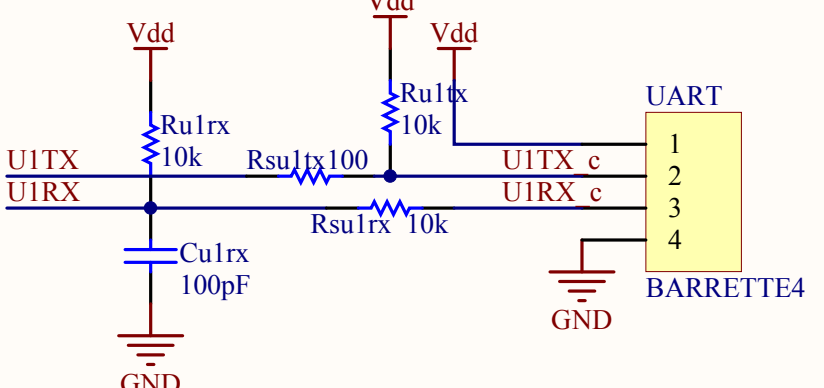 Vdd
Vdd
Vdd
Ru1rx
10k
Ru1tx
10k
UART
U1TX
Rsu1tx100
U1TX_c
1
2
U1RX
U1RX_c
3
Rsu1rx 10k
4
Cu1rx
100pF
BARRETTE4
GND
GND